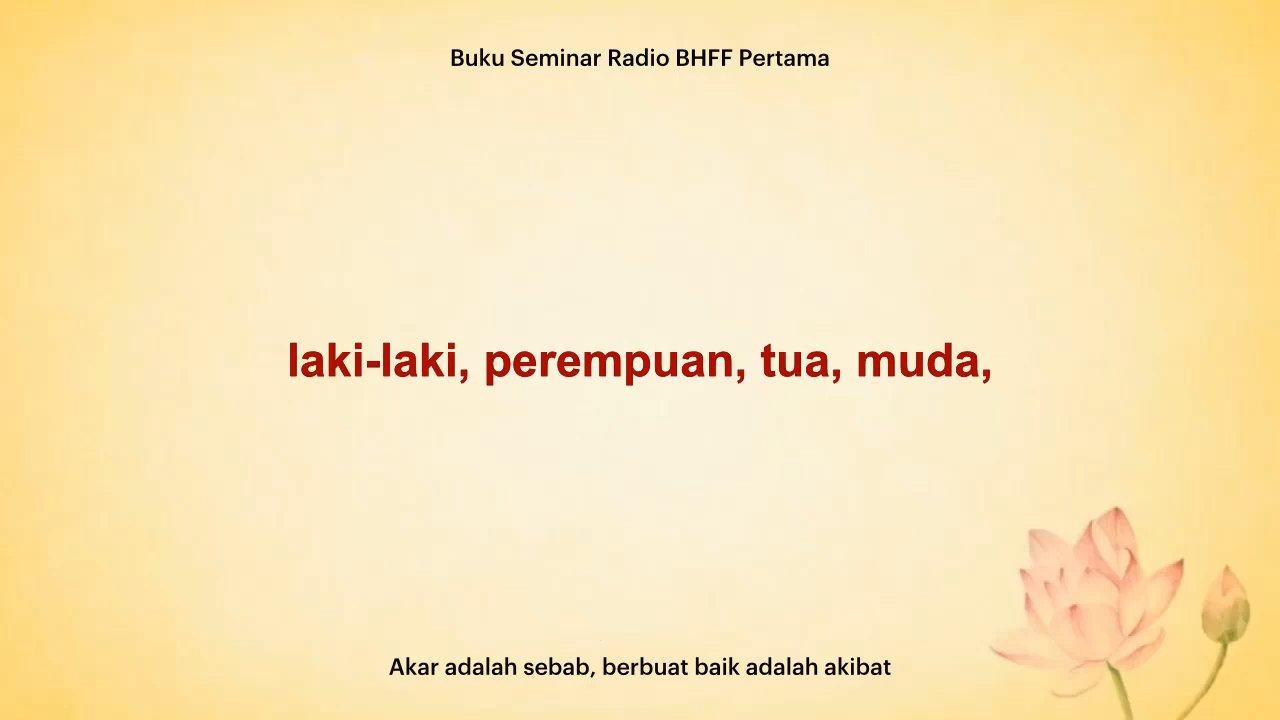 Buku Seminar Radio BHFF Pertama
laki-laki, perempuan, tua, muda,
Akar adalah sebab, berbuat baik adalah akibat